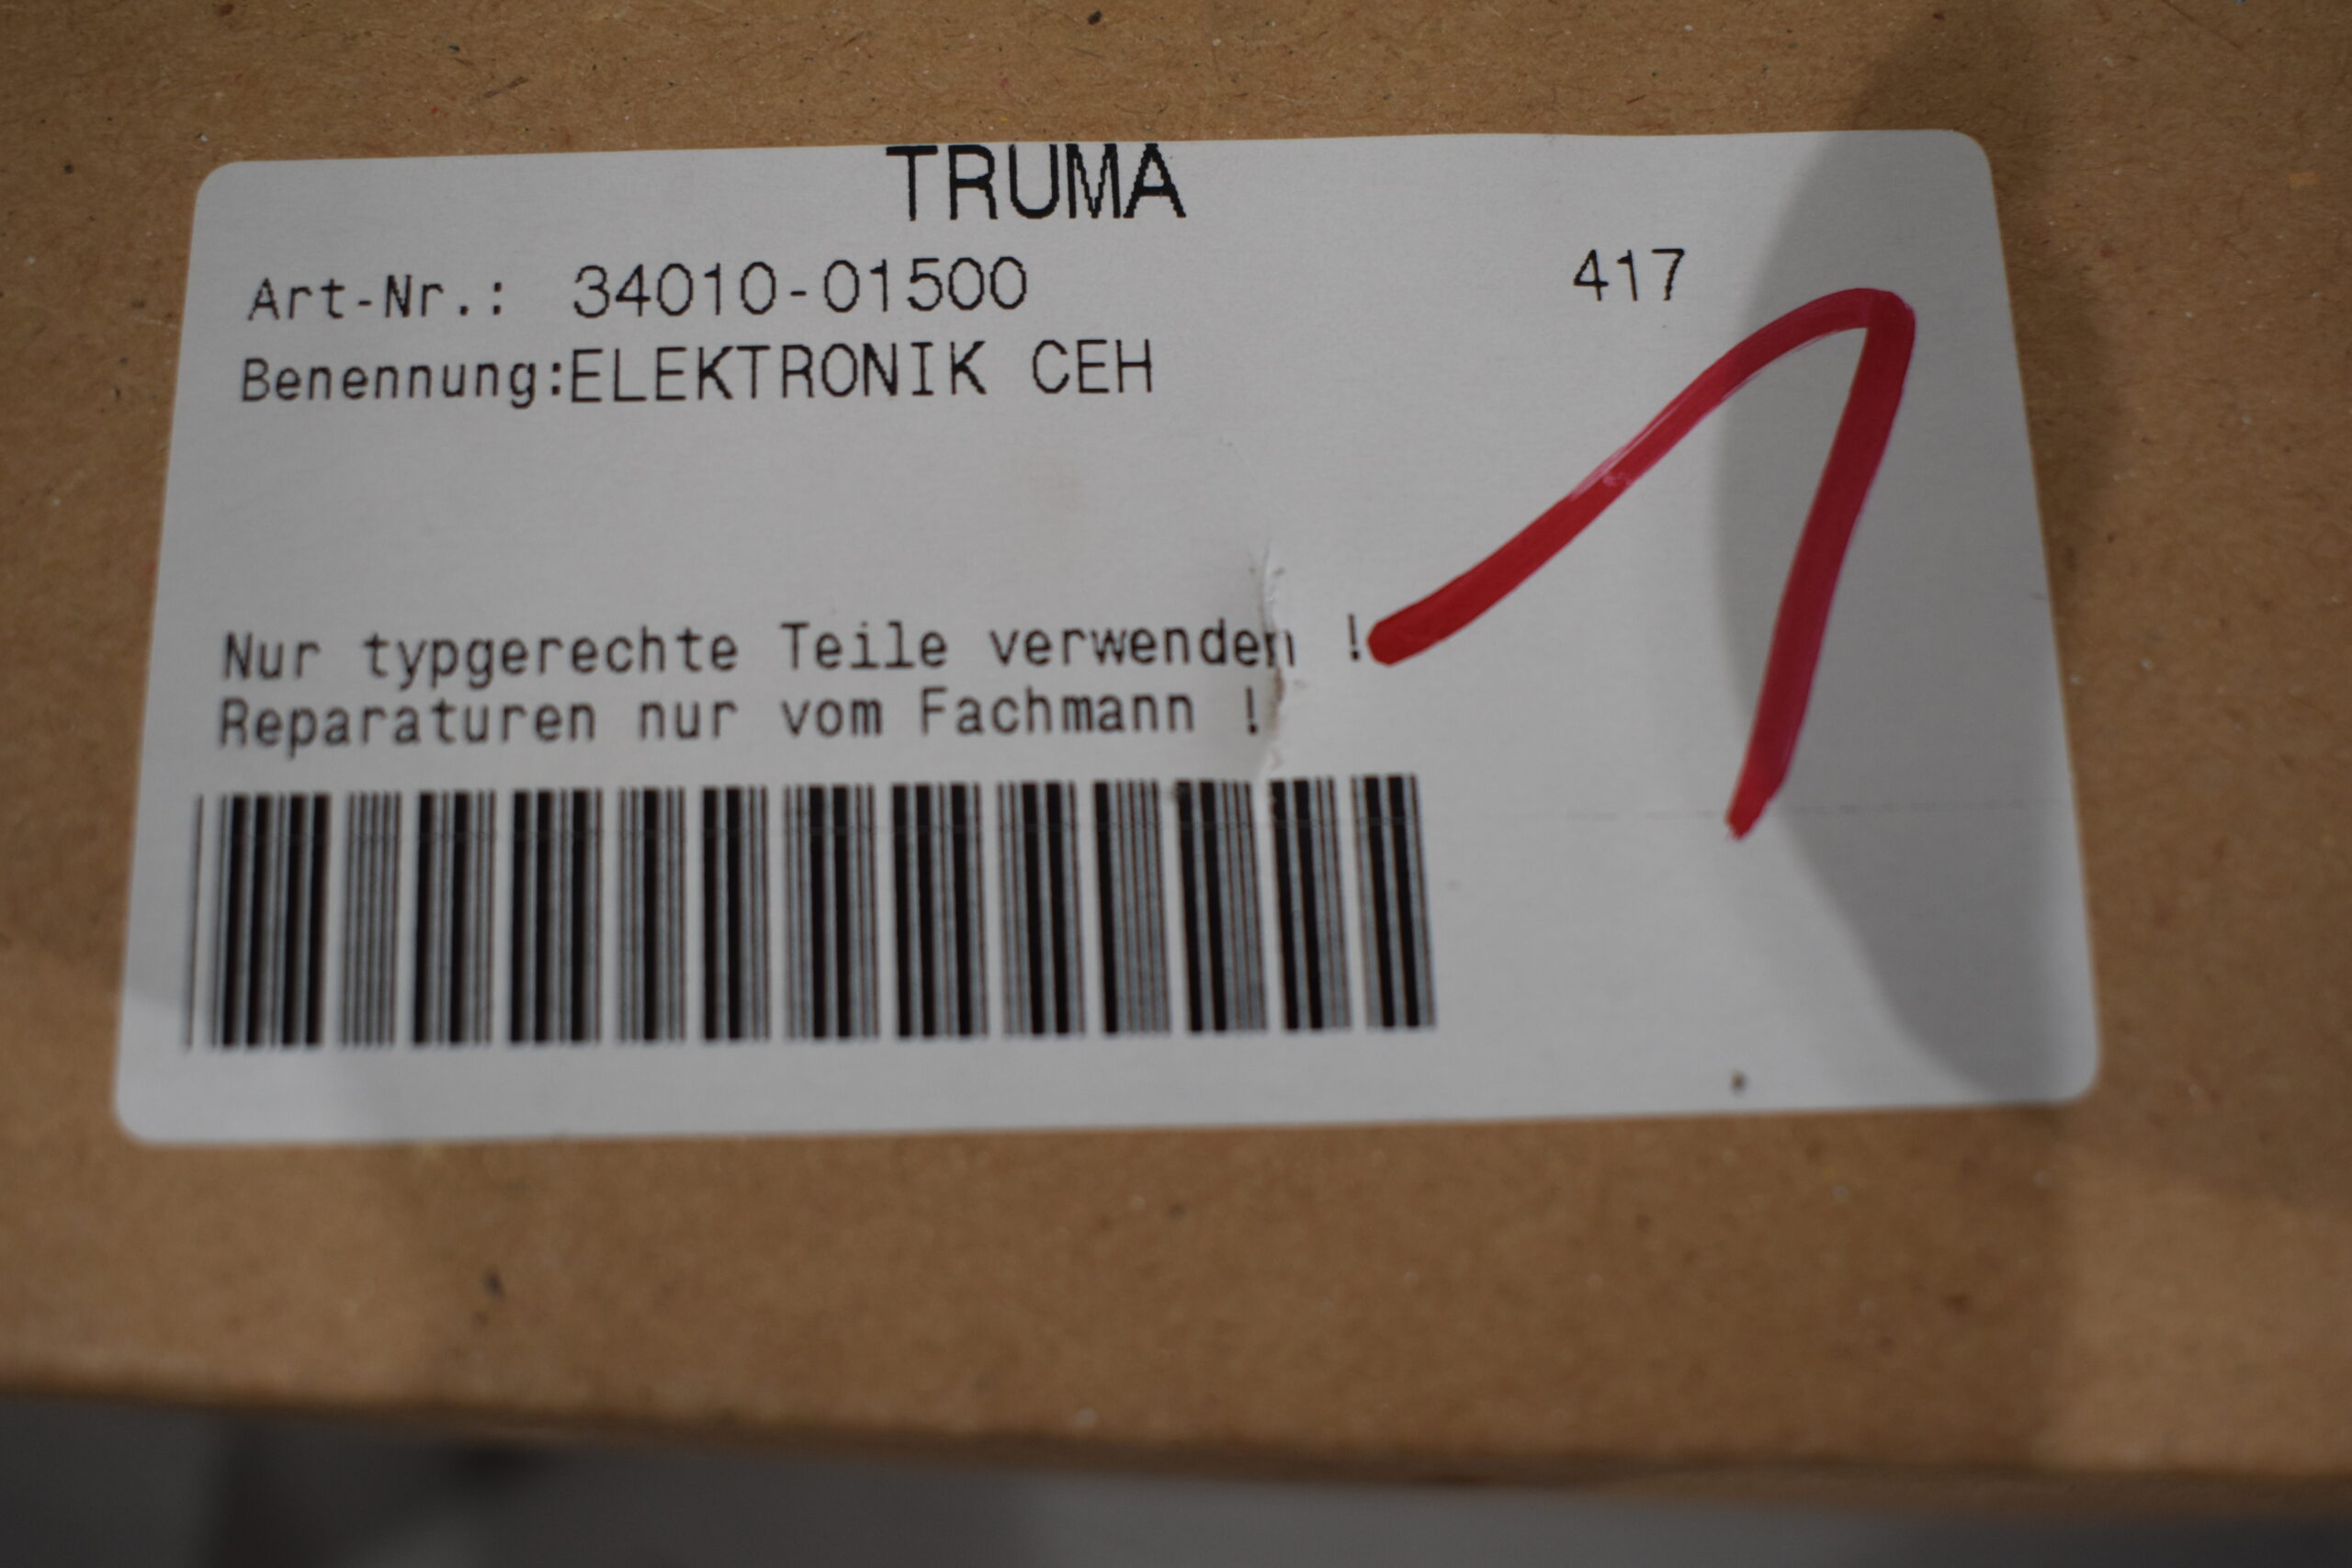 TRUMA
Art-Nr.: 34010-01500 417
Benennung:ELEKTRONIK CEH
1
Nur typgerechte Teile verwenden !
Reparaturen nur vom Fachmann !